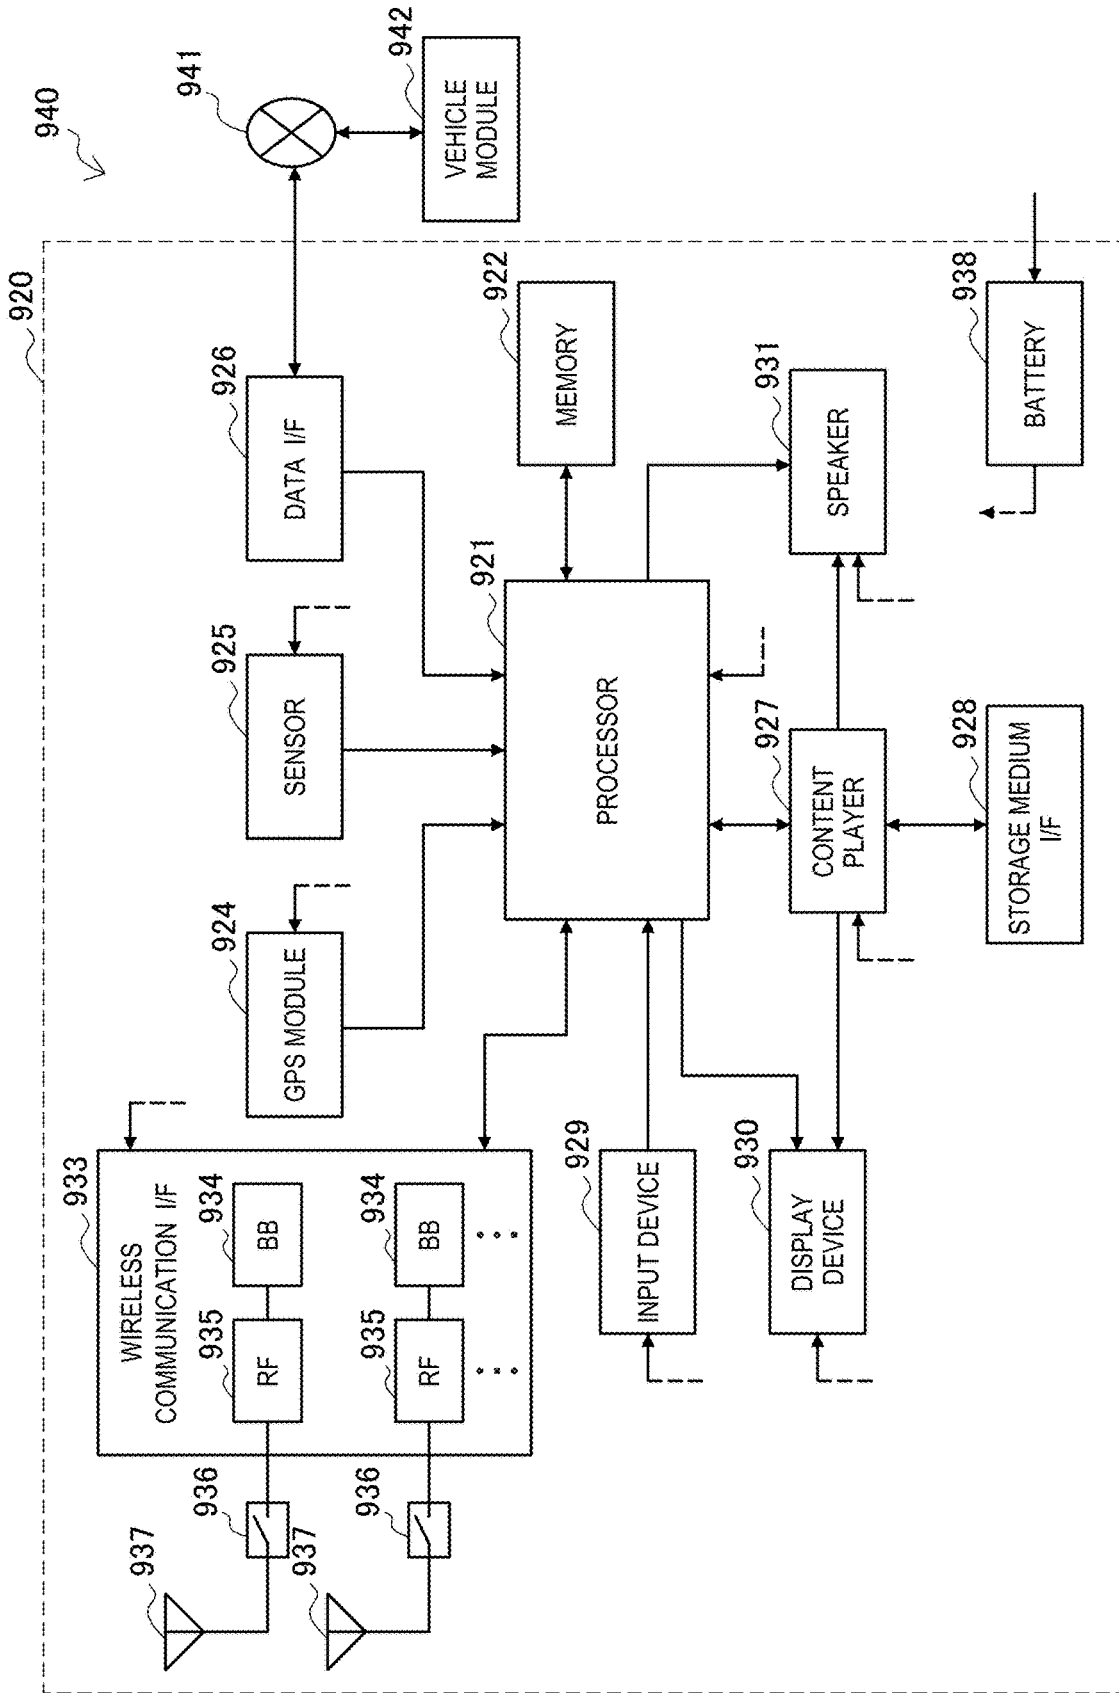 940
941
942
VEHICLE
MODULE
920
926
DATA I/F
922
MEMORY
938
BATTERY
931
SPEAKER
925
SENSOR
921
PROCESSOR
927
CONTENT
PLAYER
928
STORAGE MEDIUM
I/F
924
GPS MODULE
933
WIRELESS
COMMUNICATION I/F
934
BB
935
RF
934
BB
935
RF
929
INPUT DEVICE
930
DISPLAY
DEVICE
936
936
937
937